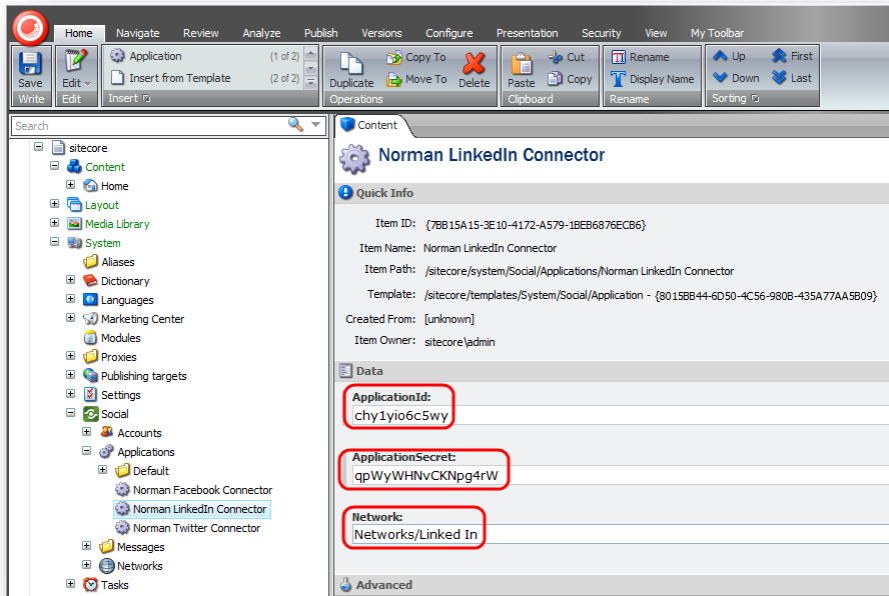 Home Navigate Review Analyze Publish Versions Configure Presentation Security View My Toolbar
Save
Write
Edit
Edit
Application (1 of 2)
Insert from Template (2 of 2)
Insert
Duplicate
Copy To
Move To
Delete
Operations
Paste
Cut
Copy
Clipboard
Rename
Display Name
Rename
Up First
Down Last
Sorting
Search
sitecore
Content
Home
Layout
Media Library
System
Aliases
Dictionary
Languages
Marketing Center
Modules
Proxies
Publishing targets
Settings
Social
Accounts
Applications
Default
Norman Facebook Connector
Norman LinkedIn Connector
Norman Twitter Connector
Messages
Networks
Tasks
Content
Norman LinkedIn Connector
Quick Info
Item ID: {7BB15A15-3E10-4172-A579-1BEB6876ECB6}
Item Name: Norman LinkedIn Connector
Item Path: /sitecore/system/Social/Applications/Norman LinkedIn Connector
Template: /sitecore/templates/System/Social/Application - {8015BB44-6D50-4C56-980B-435A77AA5B09}
Created From: [unknown]
Item Owner: sitecore\admin
Data
ApplicationId:
chy1yio6c5wy
ApplicationSecret:
qpWyWHNvCKNpg4rW
Network:
Networks/Linked In
Advanced